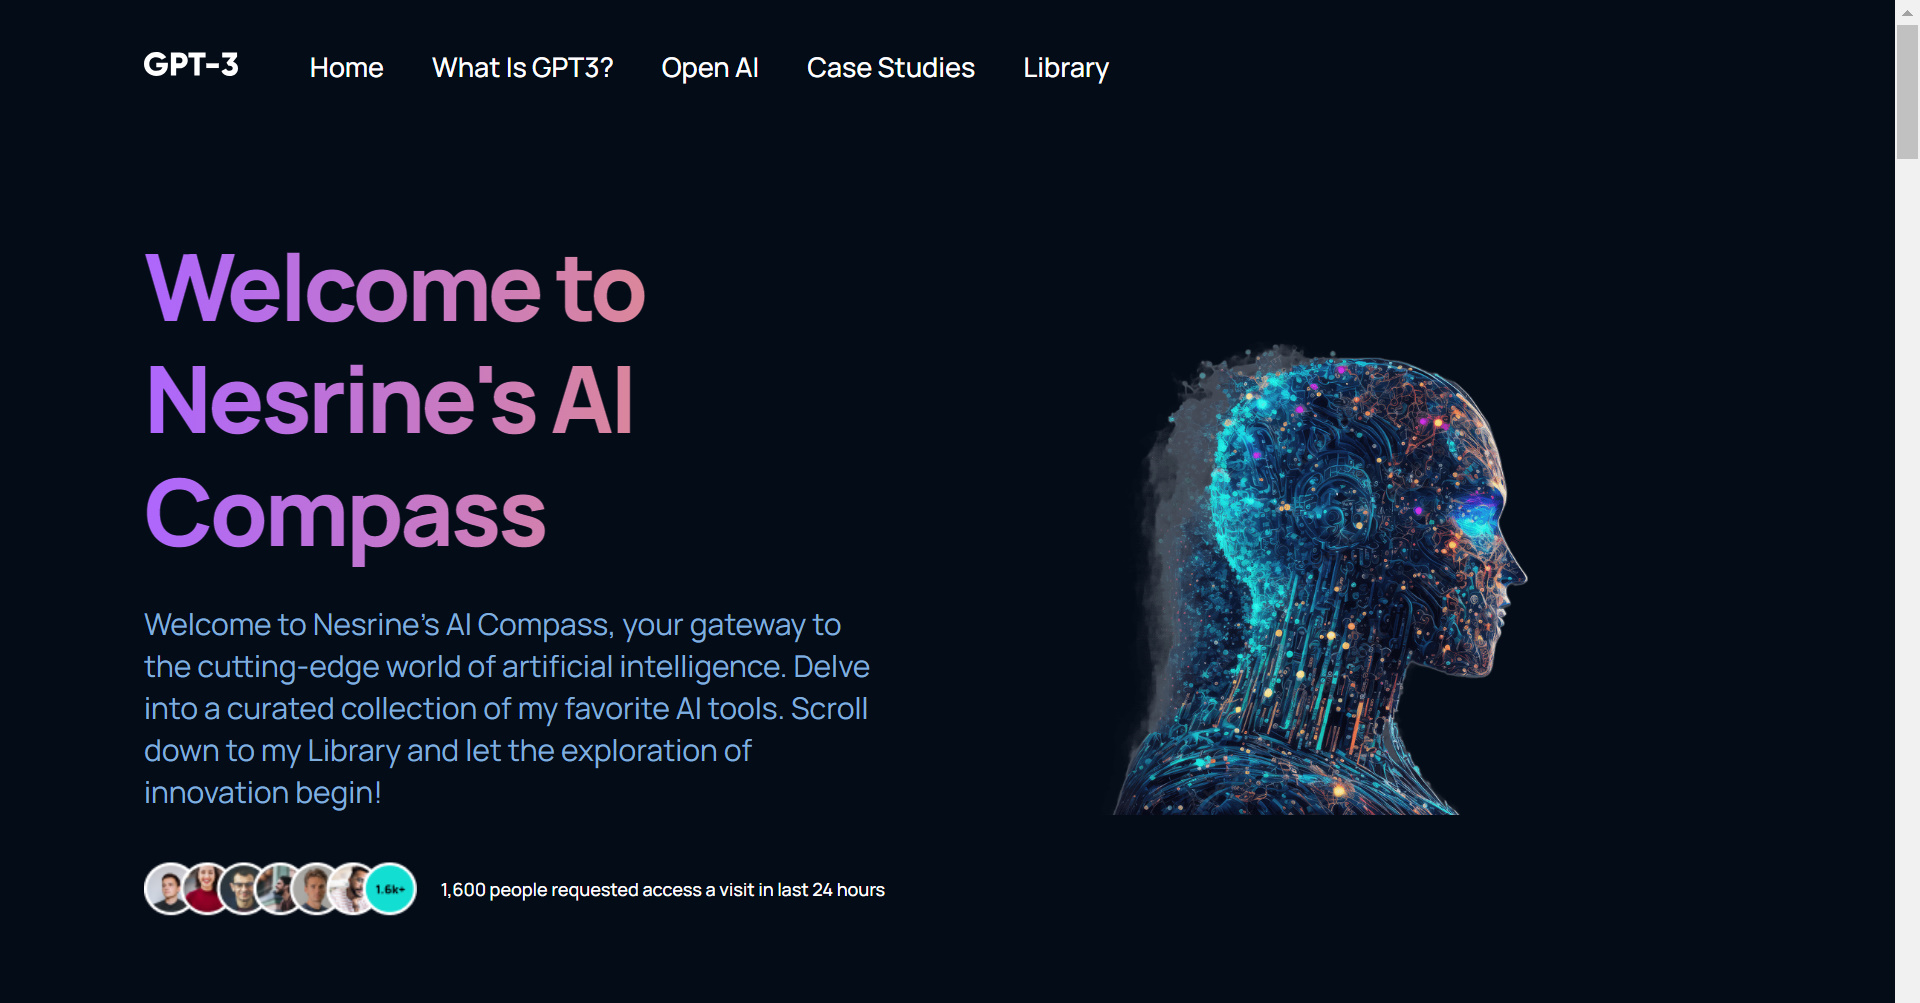 GPT-3
Home
What Is GPT3?
Open AI
Case Studies
Library
Welcome to
Nesrine's AI
Compass
Welcome to Nesrine’s AI Compass, your gateway to
the cutting-edge world of artificial intelligence. Delve
into a curated collection of my favorite AI tools. Scroll
down to my Library and let the exploration of
innovation begin!
1.6k+
1,600 people requested access a visit in last 24 hours